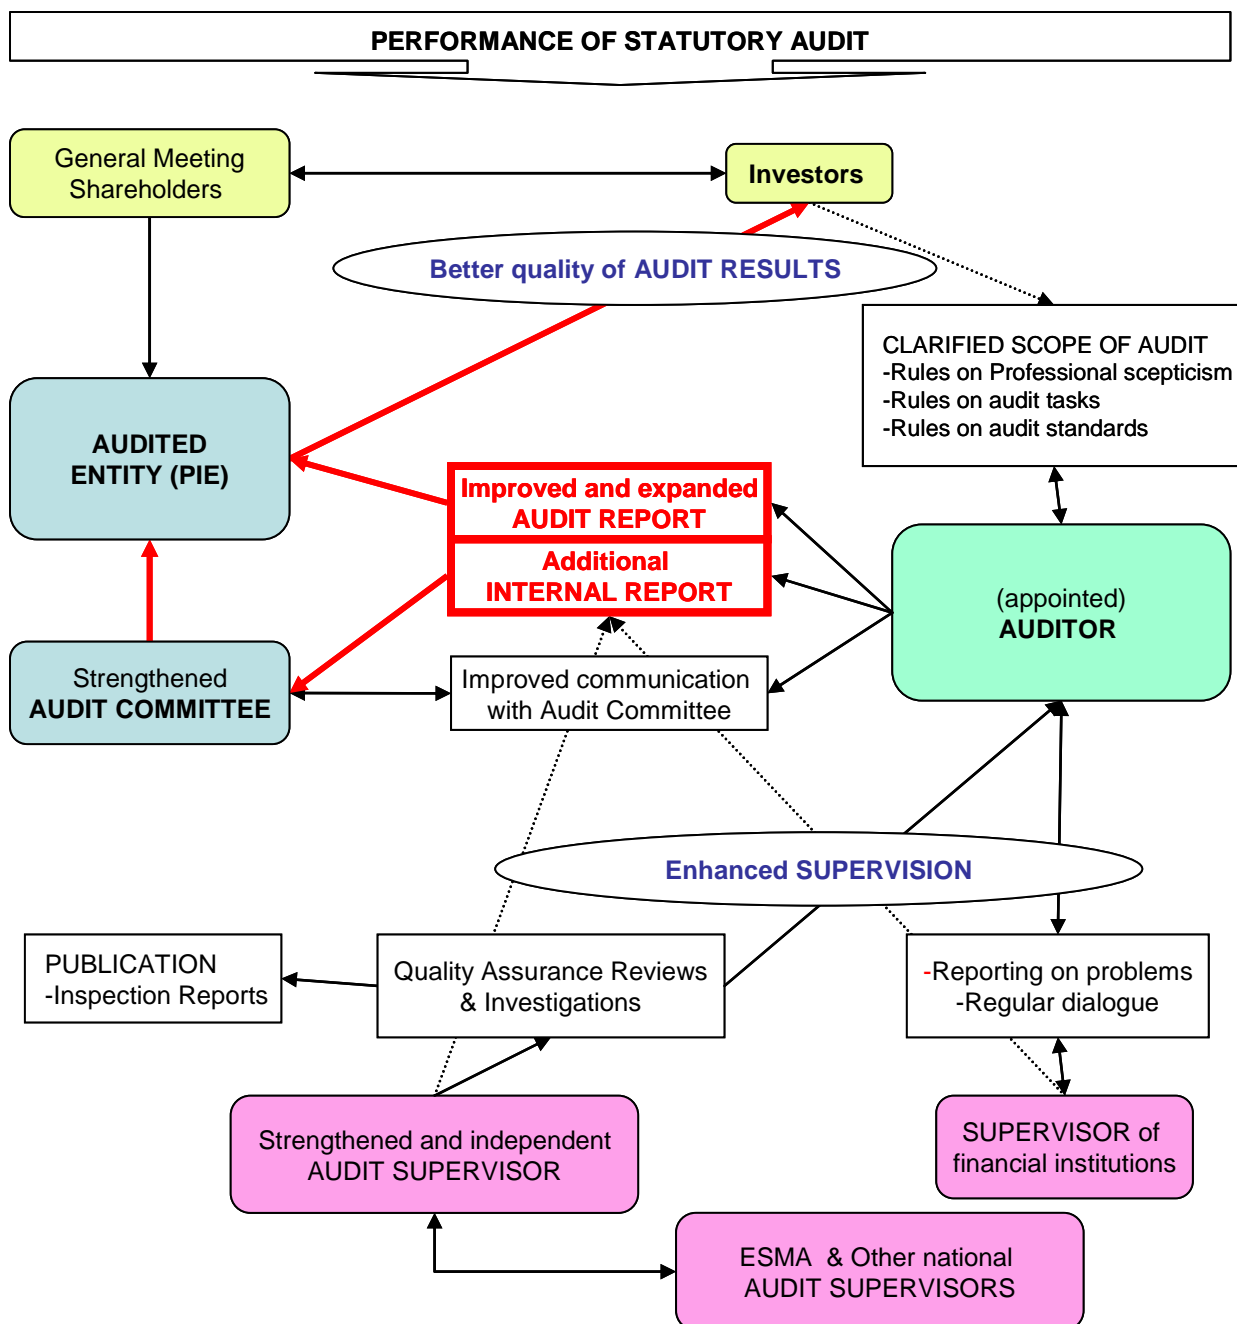 PERFORMANCE OF STATUTORY AUDIT
General Meeting
Shareholders
Investors
Better quality of AUDIT RESULTS
CLARIFIED SCOPE OF AUDIT
-Rules on Professional scepticism
-Rules on audit tasks
-Rules on audit standards
AUDITED
ENTITY (PIE)
Improved and expanded
AUDIT REPORT
Additional
INTERNAL REPORT
(appointed)
AUDITOR
Strengthened
AUDIT COMMITTEE
Improved communication
with Audit Committee
Enhanced SUPERVISION
PUBLICATION
-Inspection Reports
Quality Assurance Reviews
& Investigations
-Reporting on problems
-Regular dialogue
Strengthened and independent
AUDIT SUPERVISOR
SUPERVISOR of
financial institutions
ESMA & Other national
AUDIT SUPERVISORS